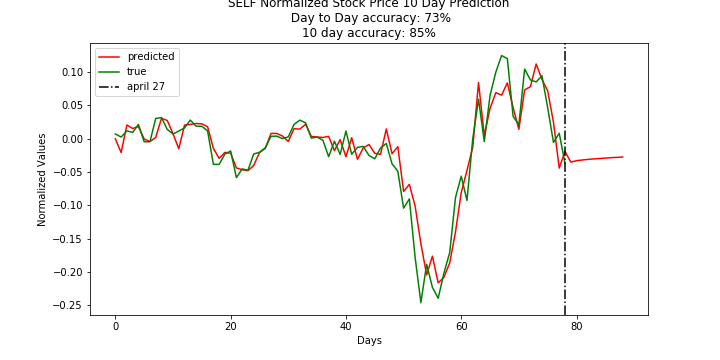 SELF Normalized Stock Price 10 Day Prediction
Day to Day accuracy: 73%
10 day accuracy: 85%
predicted
true
april 27
0.10
0.05
0.00
−0.05
−0.10
−0.15
−0.20
−0.25
Normalized Values
0 20 40 60 80
Days